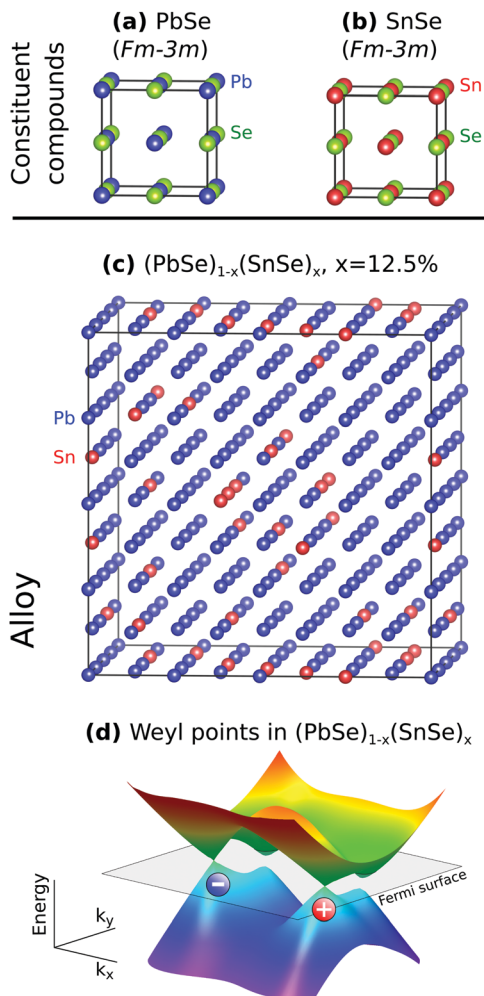 (a) PbSe
(Fm-3m)
(b) SnSe
(Fm-3m)
Constituent
compounds
Pb
Se
Sn
Se
(c) (PbSe)1-x(SnSe)x, x=12.5%
Pb
Sn
Alloy
(d) Weyl points in (PbSe)1-x(SnSe)x
Energy
ky
kx
−
+
Fermi surface